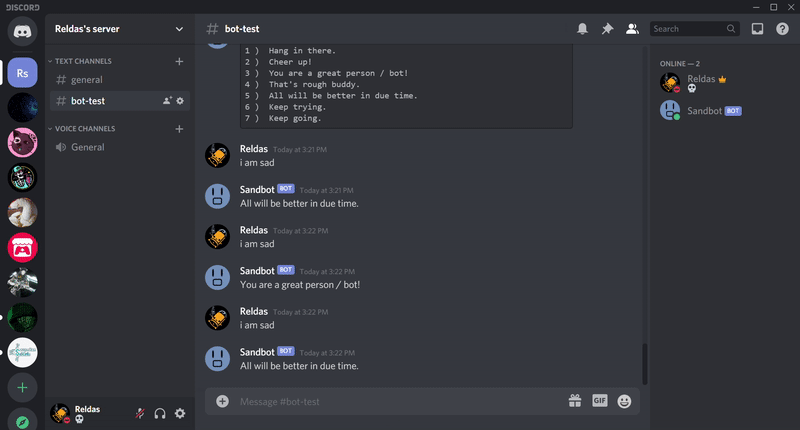 DISCORD
Reldas's server
# bot-test
Search
Rs
TEXT CHANNELS
# general
# bot-test
VOICE CHANNELS
General
1 ) Hang in there.
2 ) Cheer up!
3 ) You are a great person / bot!
4 ) That's rough buddy.
5 ) All will be better in due time.
6 ) Keep trying.
7 ) Keep going.
Reldas Today at 3:21 PM
i am sad
Sandbot BOT Today at 3:21 PM
All will be better in due time.
Reldas Today at 3:22 PM
i am sad
Sandbot BOT Today at 3:22 PM
You are a great person / bot!
Reldas Today at 3:22 PM
i am sad
Sandbot BOT Today at 3:22 PM
All will be better in due time.
Message #bot-test
GIF
ONLINE — 2
Reldas
Sandbot BOT
Reldas